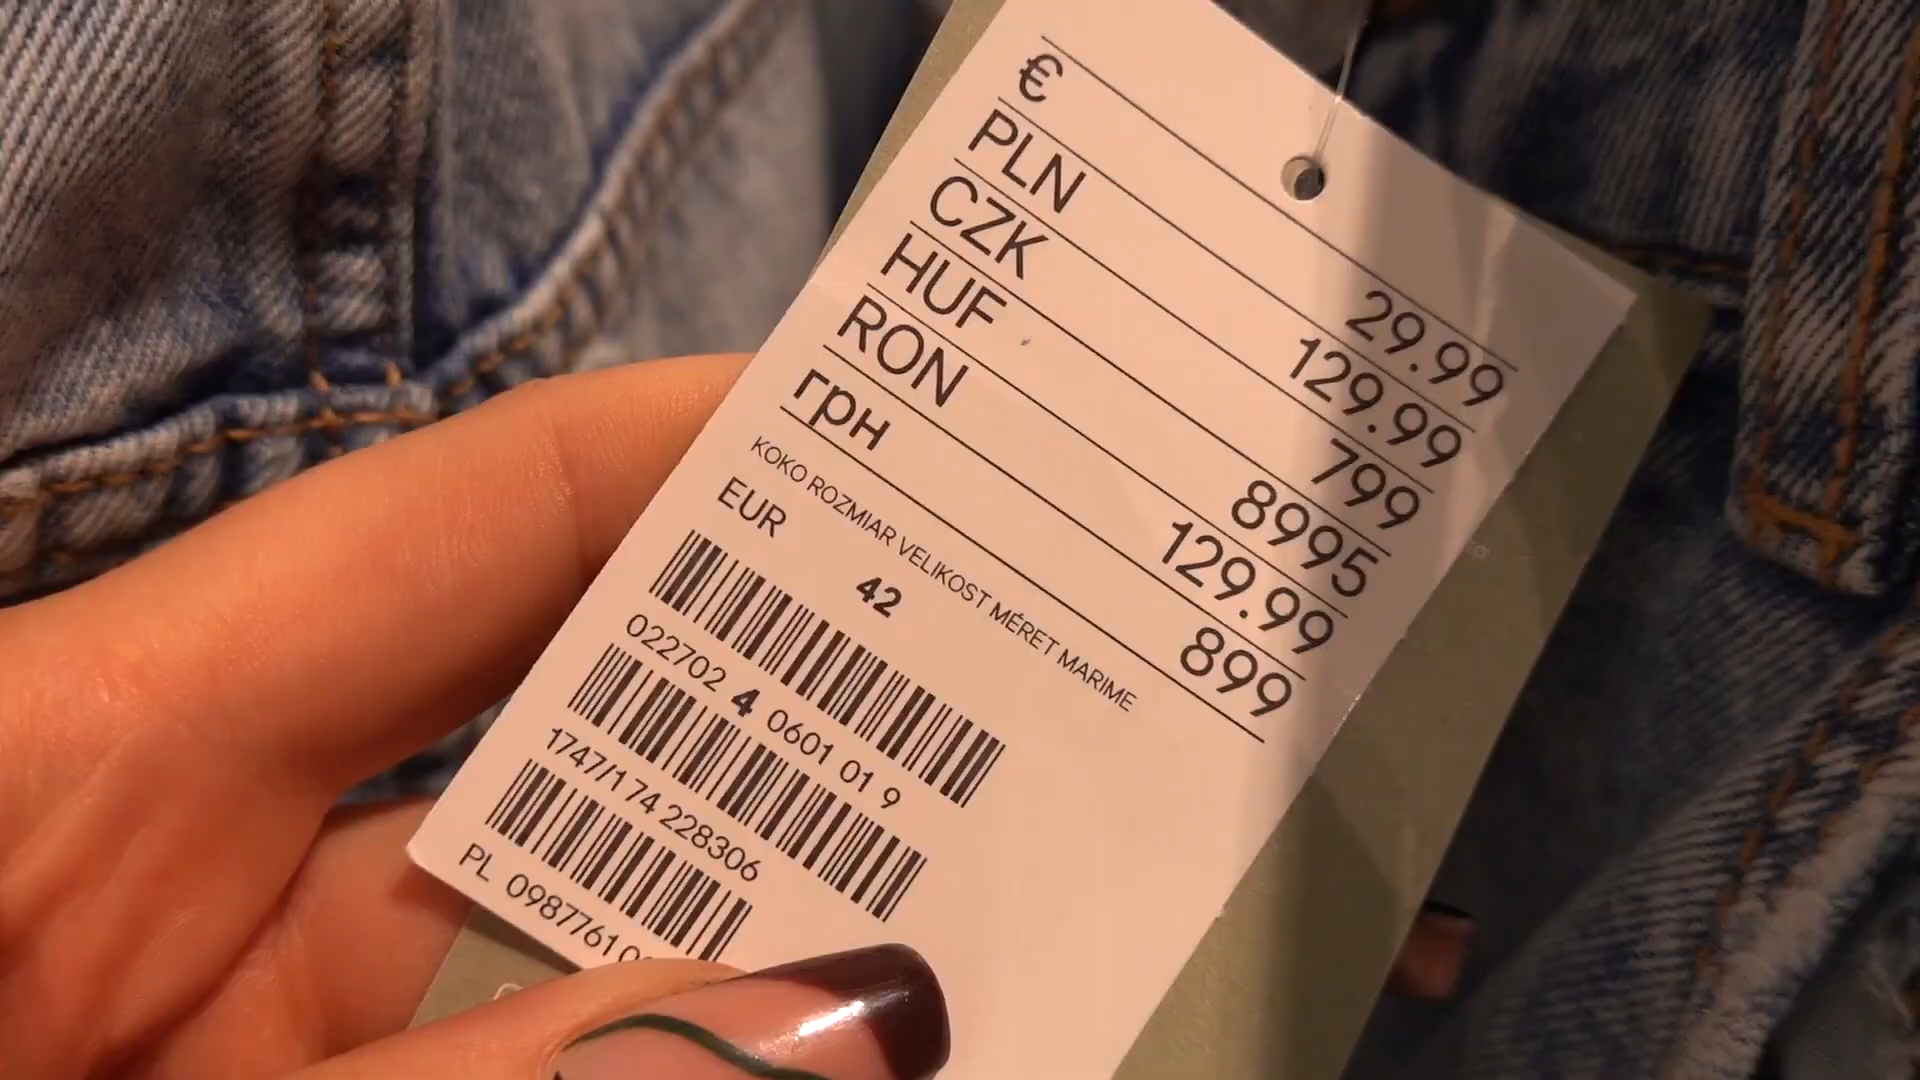 € 29.99
PLN 129.99
CZK 799
HUF 8995
RON 129.99
грн 899
KOKO ROZMIAR VELIKOST MÉRET MARIME
EUR 42
022702 4 0601 01 9
1747/1 74 228306
PL 0987761